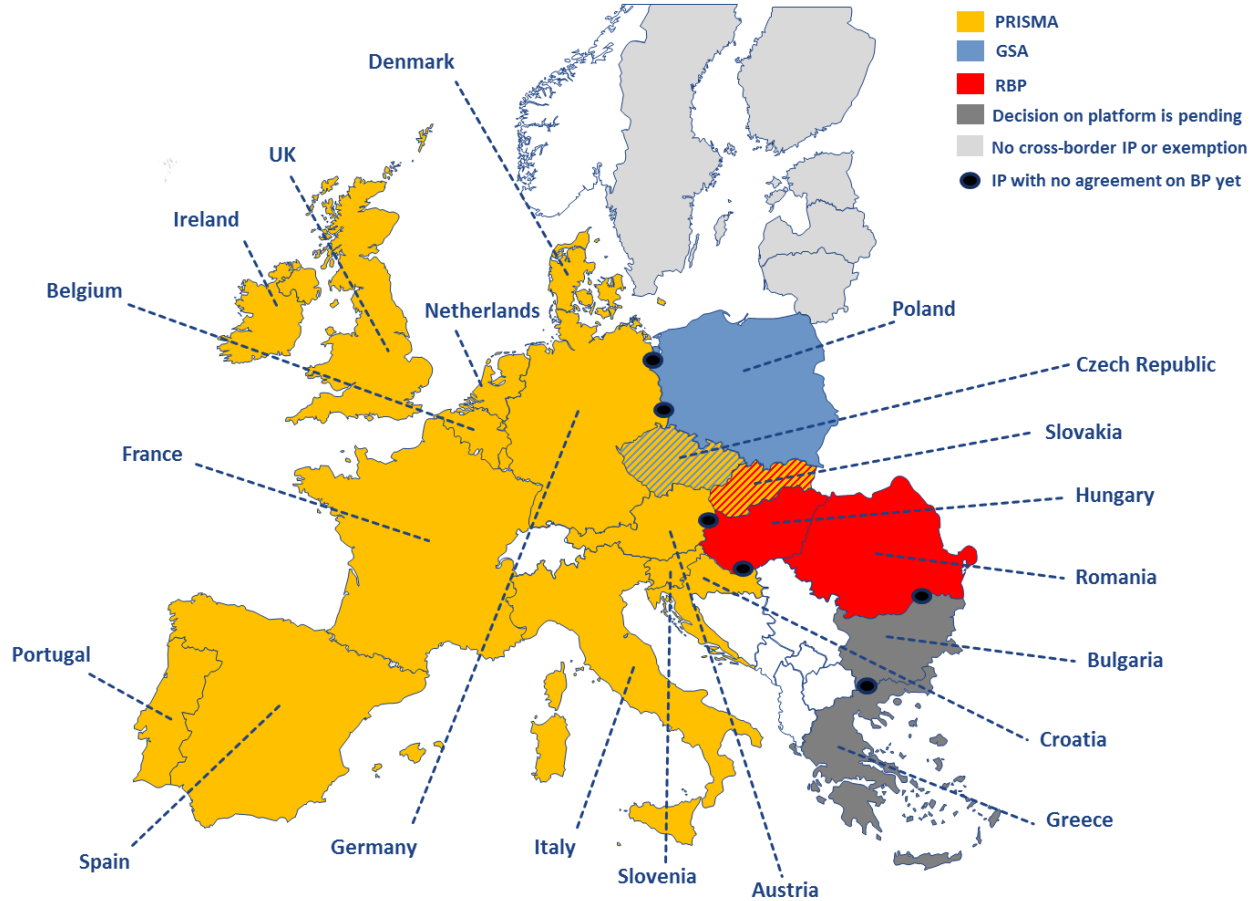 PRISMA
GSA
RBP
Decision on platform is pending
No cross-border IP or exemption
IP with no agreement on BP yet
Denmark
UK
Ireland
Belgium
Netherlands
Poland
Czech Republic
Slovakia
France
Hungary
Romania
Portugal
Bulgaria
Croatia
Greece
Germany
Italy
Spain
Slovenia
Austria